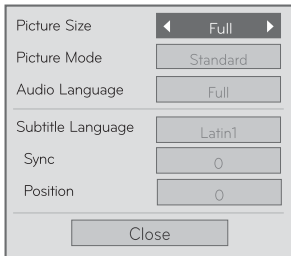 Picture Size Full
Picture Mode Standard
Audio Language Full
Subtitle Language Latin1
Sync 0
Position 0
Close